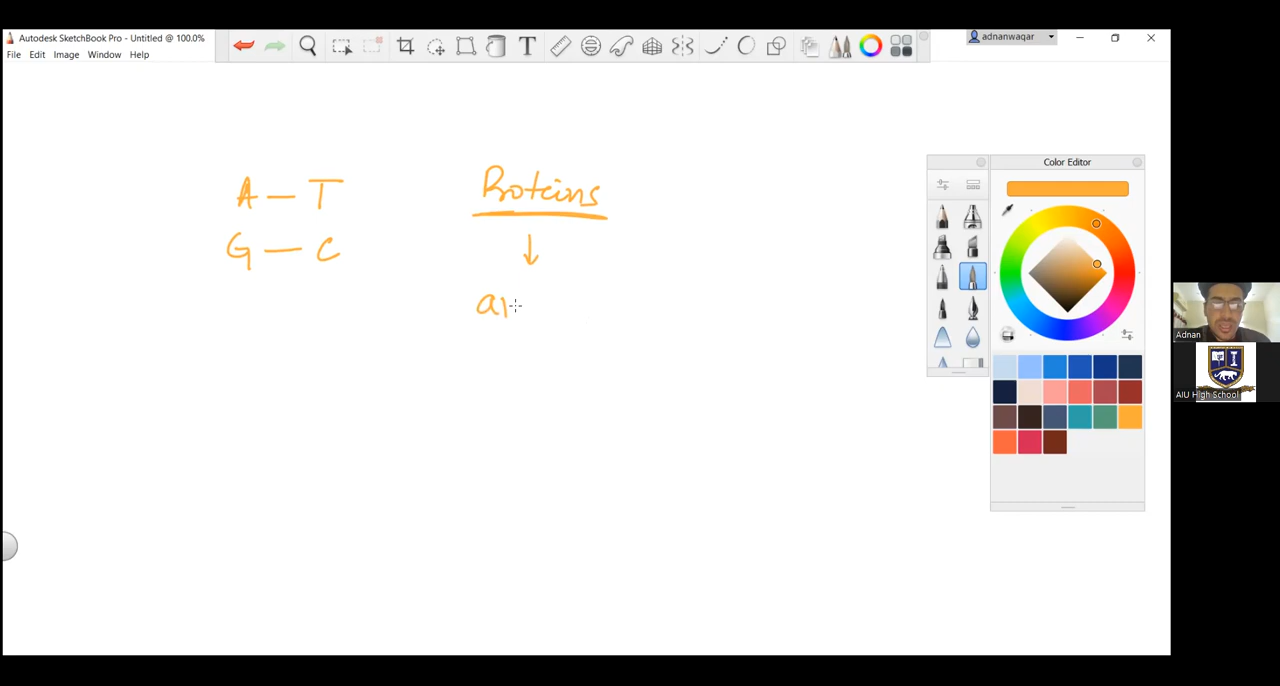 Autodesk SketchBook Pro - Untitled @ 100.0%
File Edit Image Window Help
T
adnanwaqar
Color Editor
A — T
G — C
Proteins
↓
Adnan
AIU High School